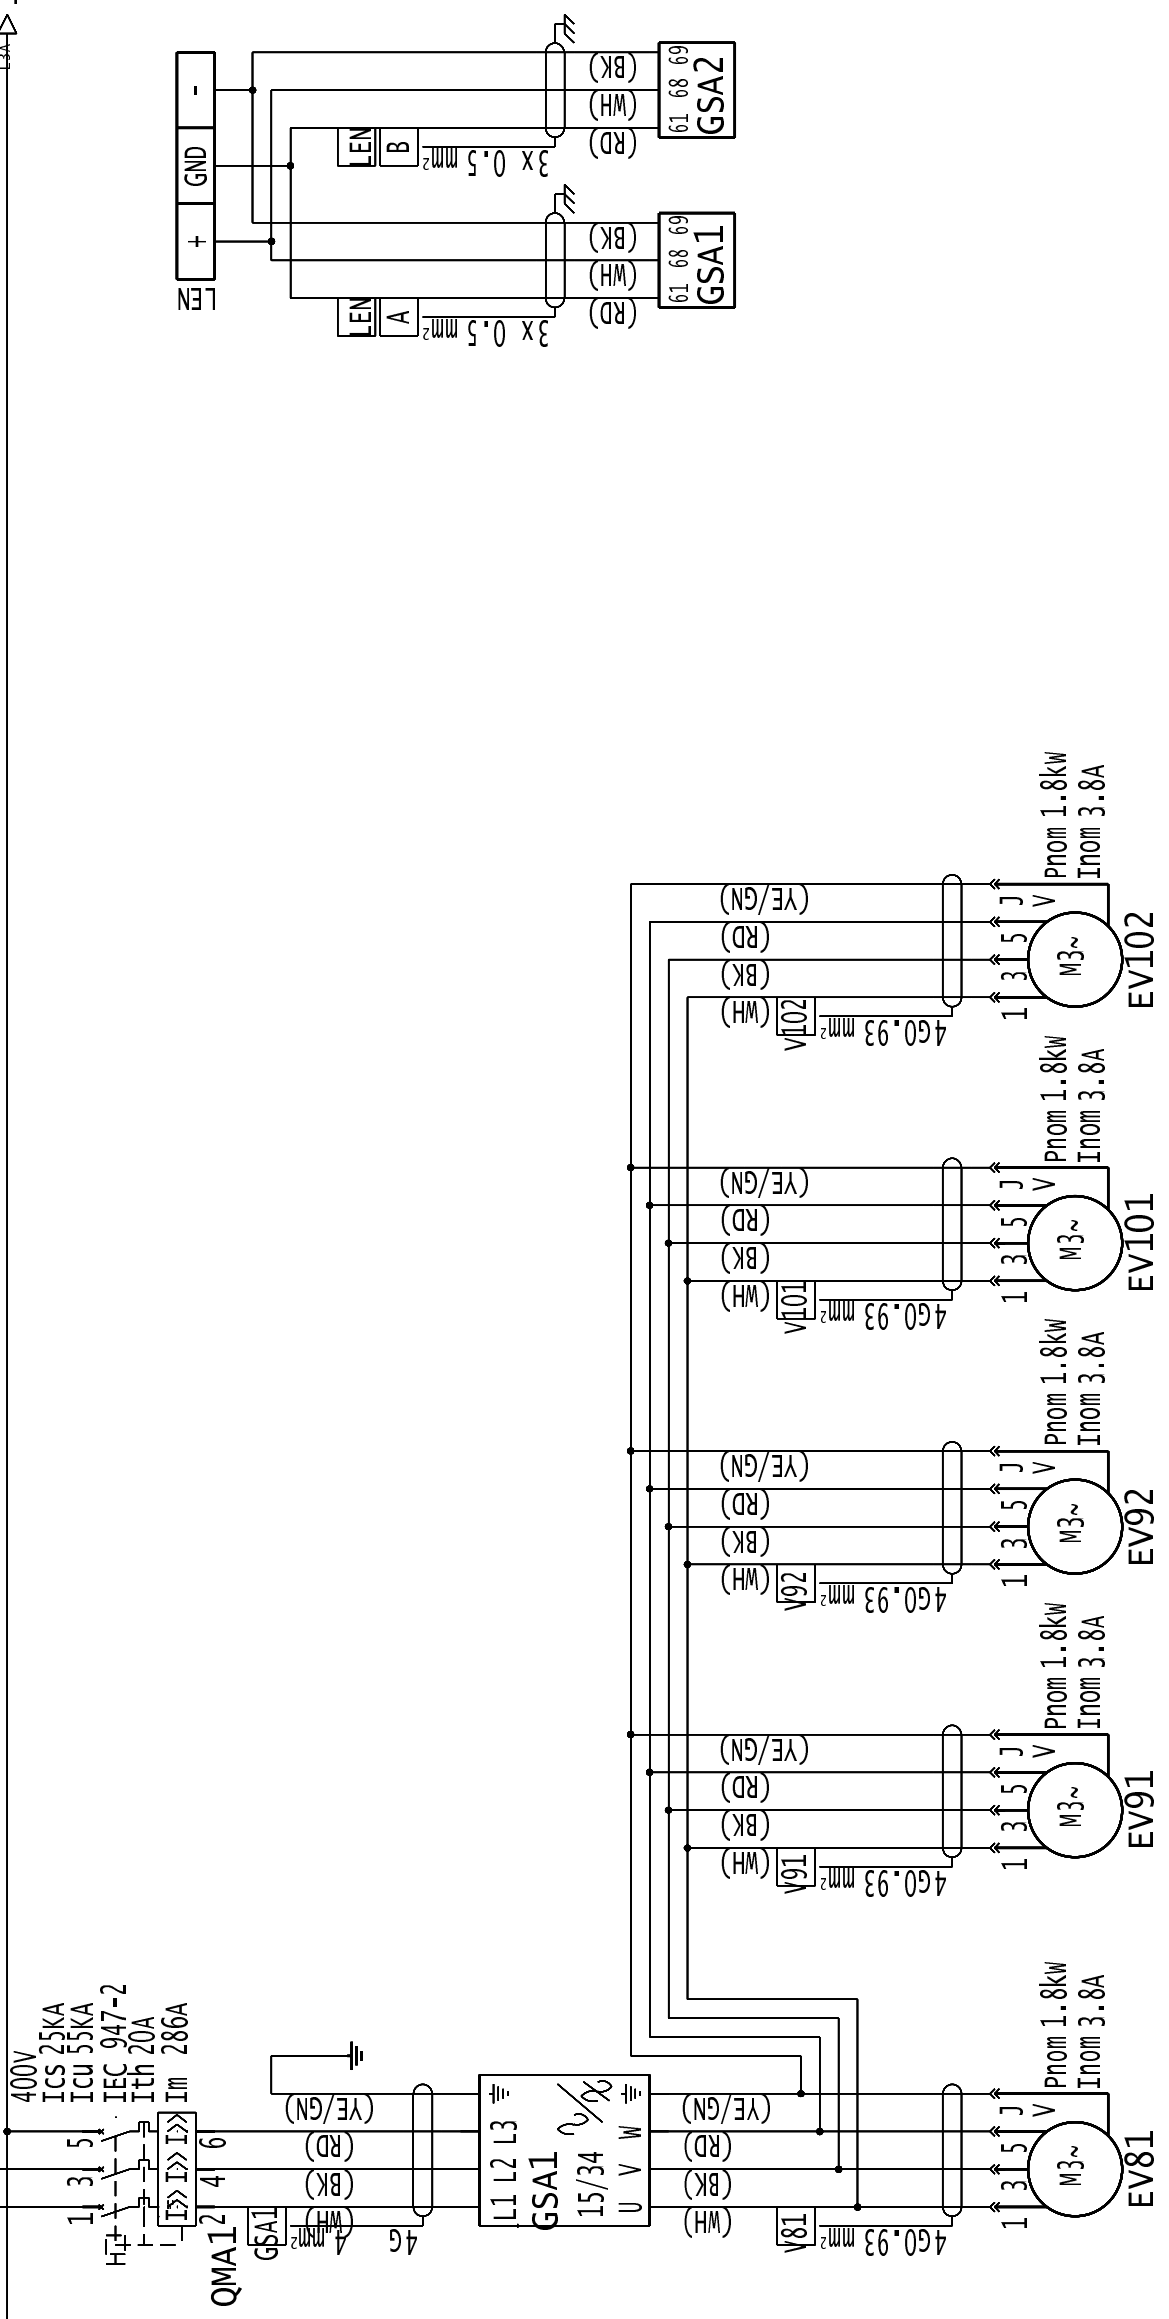 L3A
-
GND
+
LEN
(BK)
(WH)
(RD)
LEN
B
3x 0.5 mm²
69
68
61
GSA2
(BK)
(WH)
(RD)
LEN
A
3x 0.5 mm²
69
68
61
GSA1
Pnom 1.8kW
Inom 3.8A
(YE/GN)
(RD)
(BK)
(WH)
V102
4G0.93 mm²
1 3 5 J
V
M3~
EV102
Pnom 1.8kW
Inom 3.8A
(YE/GN)
(RD)
(BK)
(WH)
V101
4G0.93 mm²
1 3 5 J
V
M3~
EV101
Pnom 1.8kW
Inom 3.8A
(YE/GN)
(RD)
(BK)
(WH)
V92
4G0.93 mm²
1 3 5 J
V
M3~
EV92
Pnom 1.8kW
Inom 3.8A
(YE/GN)
(RD)
(BK)
(WH)
V91
4G0.93 mm²
1 3 5 J
V
M3~
EV91
400V
Ics 25KA
Icu 55KA
IEC 947-2
Ith 20A
Im 286A
1 3 5
I>> I>> I>>
2 4 6
QMA1
(YE/GN)
(RD)
(BK)
(WH)
GSA1
4G 4 mm²
L1 L2 L3
GSA1
15/34
U V W
(YE/GN)
(RD)
(BK)
(WH)
V81
4G0.93 mm²
Pnom 1.8kW
Inom 3.8A
1 3 5 J
V
M3~
EV81